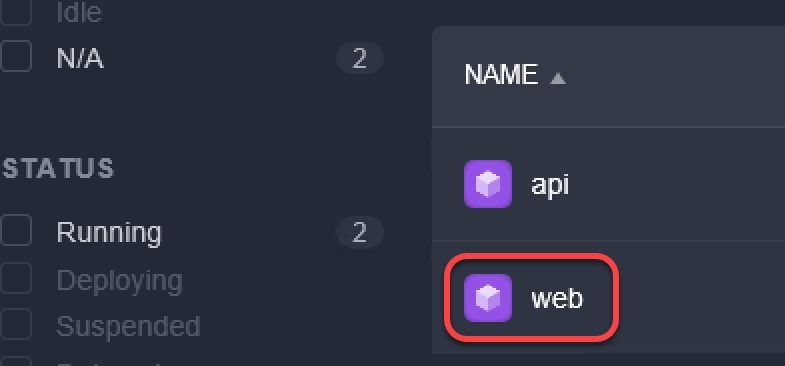 Idle
N/A 2
STATUS
Running 2
Deploying
Suspended
NAME
api
web